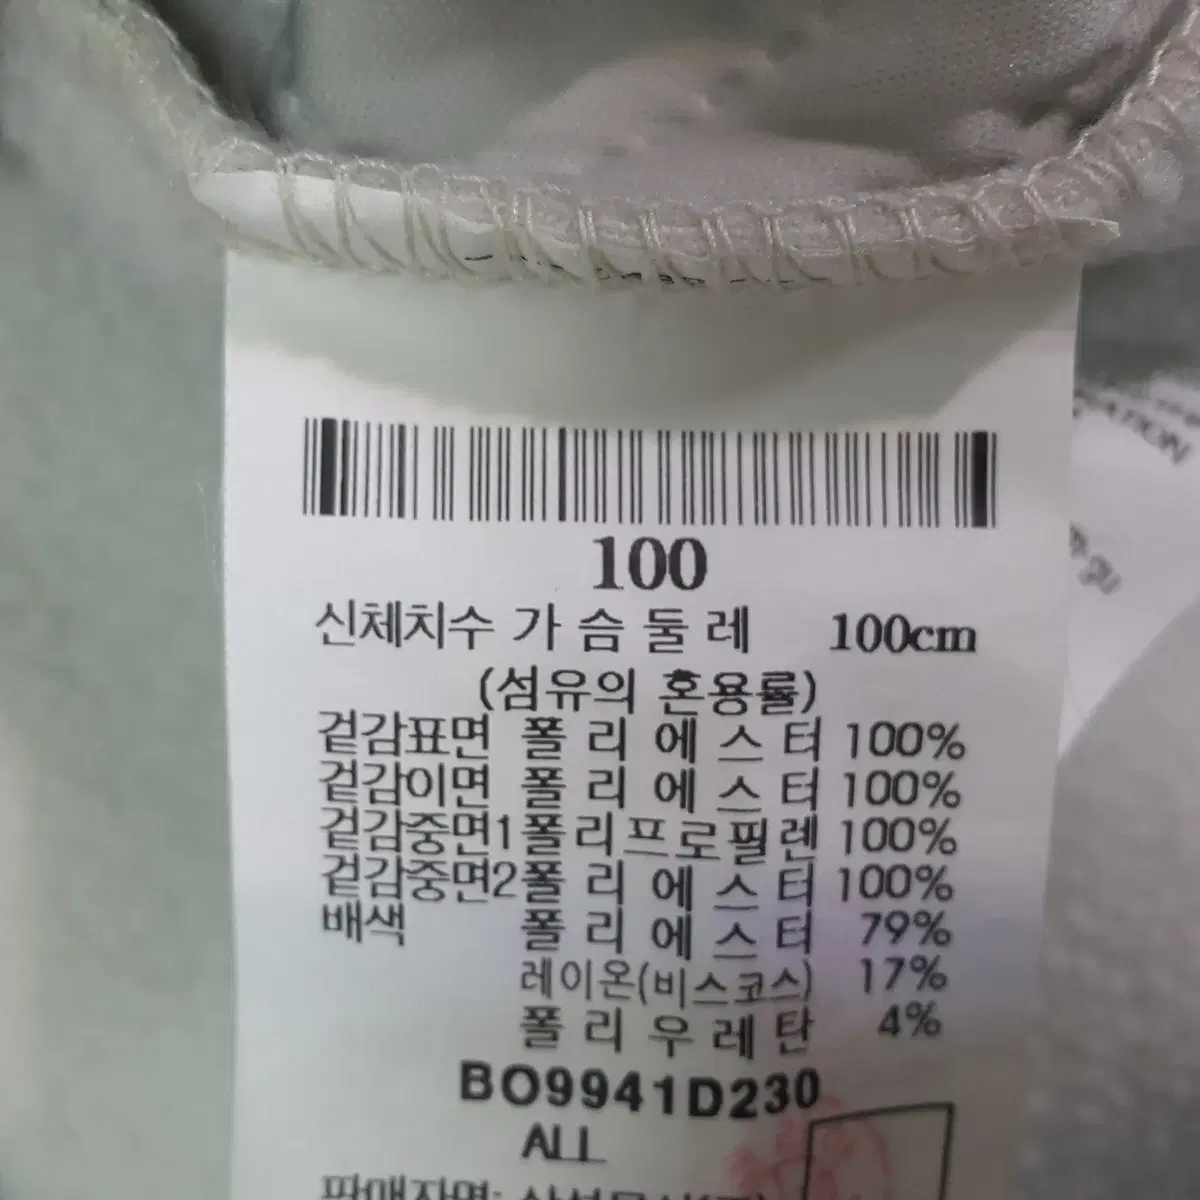 100
신체치수 가슴둘레 100cm
(섬유의 혼용률)
겉감표면 폴리에스터 100%
겉감이면 폴리에스터 100%
겉감중면1 폴리프로필렌 100%
겉감중면2 폴리에스터 100%
배색 폴리에스터 79%
레이온(비스코스) 17%
폴리우레탄 4%
BO9941D230
ALL
판매자명: